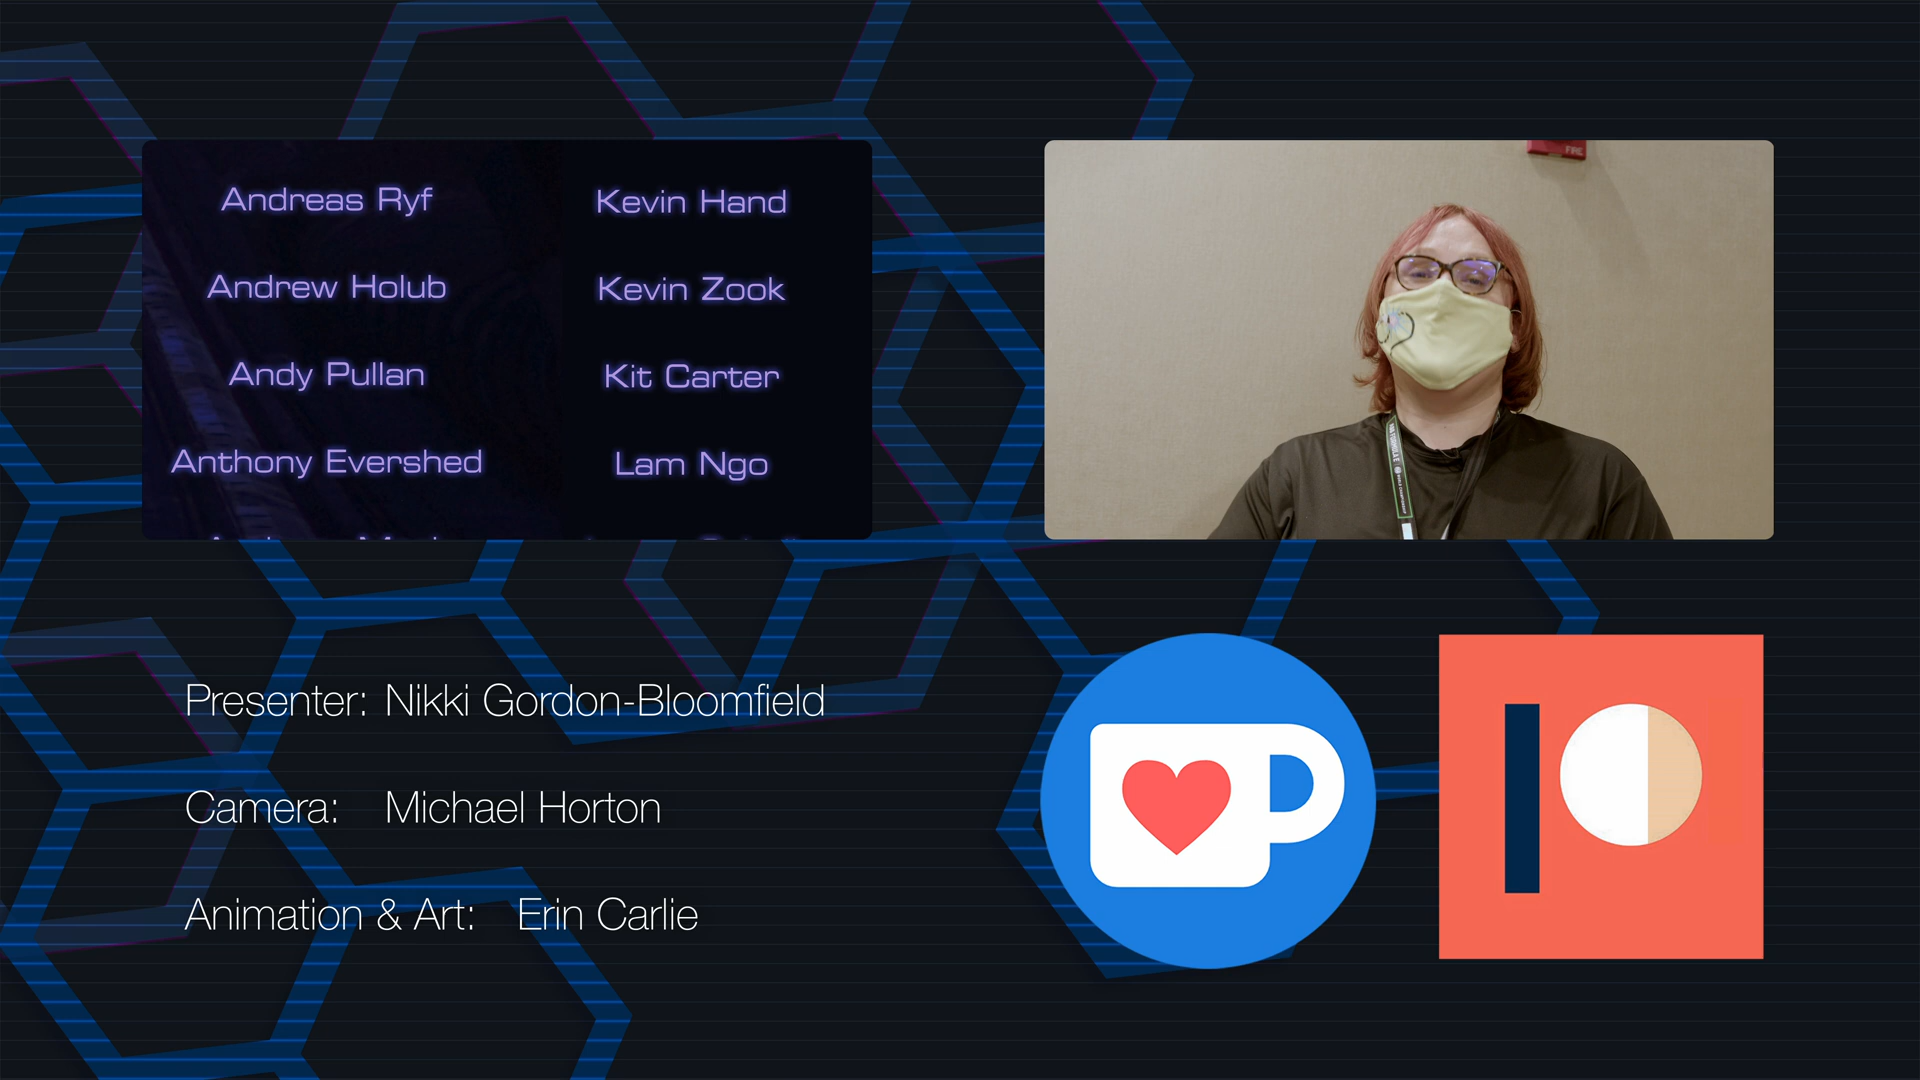 Andreas Ryf
Andrew Holub
Andy Pullan
Anthony Evershed
Kevin Hand
Kevin Zook
Kit Carter
Lam Ngo
FIRE
Presenter: Nikki Gordon-Bloomfield
Camera: Michael Horton
Animation & Art: Erin Carlie